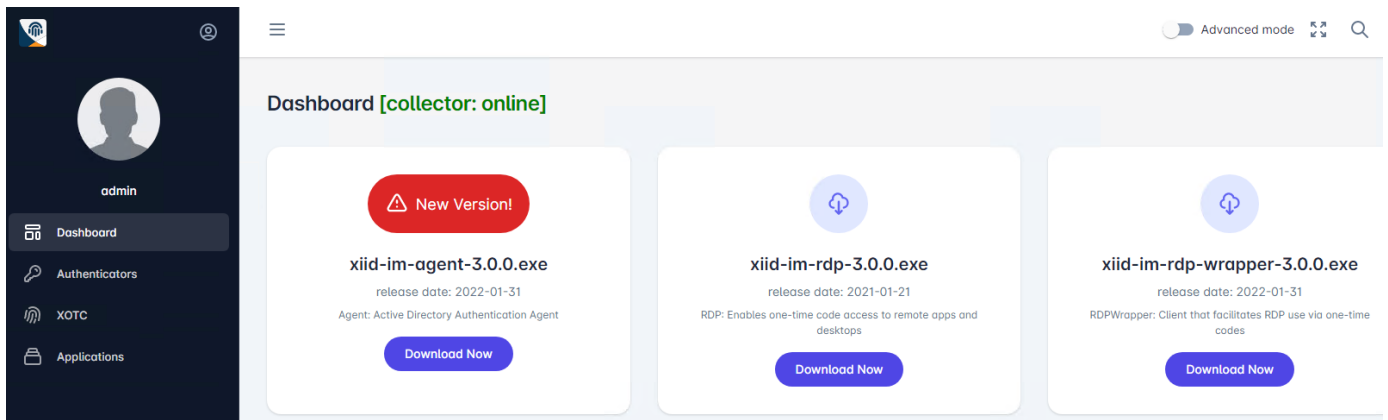 Advanced mode
admin
Dashboard
Authenticators
XOTC
Applications
Dashboard [collector: online]
New Version!
xiid-im-agent-3.0.0.exe
release date: 2022-01-31
Agent: Active Directory Authentication Agent
Download Now
xiid-im-rdp-3.0.0.exe
release date: 2021-01-21
RDP: Enables one-time code access to remote apps and
desktops
Download Now
xiid-im-rdp-wrapper-3.0.0.exe
release date: 2022-01-31
RDPWrapper: Client that facilitates RDP use via one-time
codes
Download Now